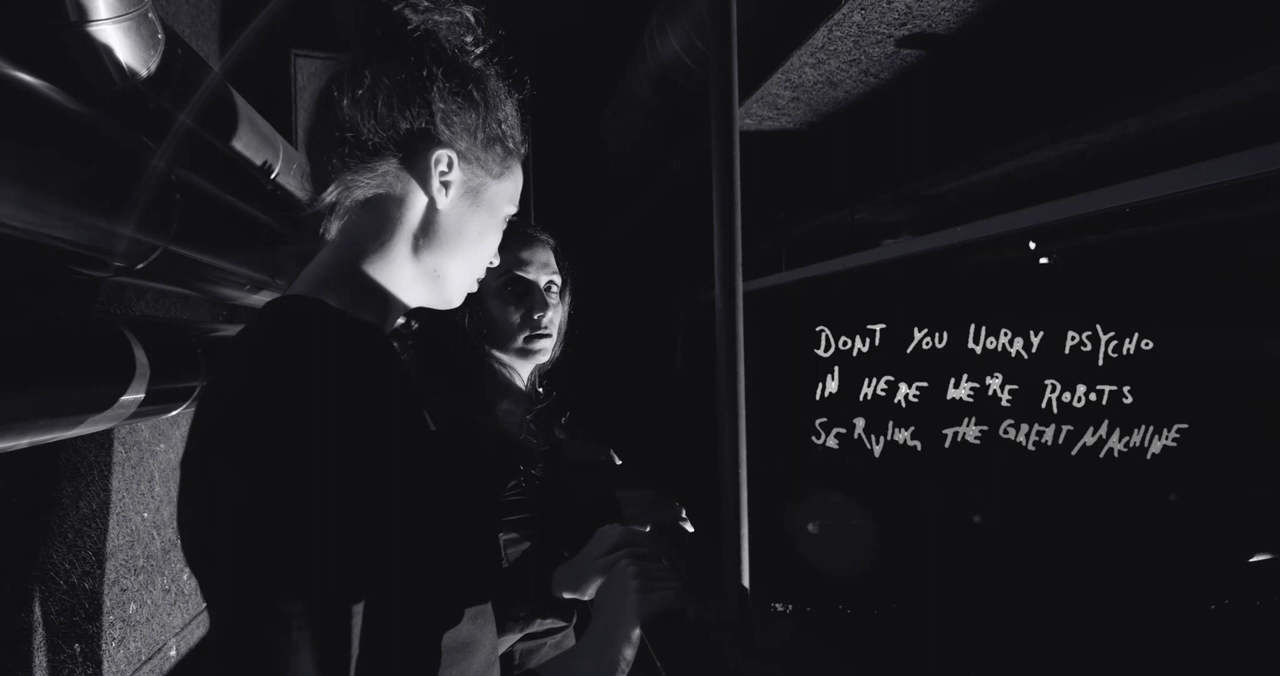 DONT YOU WORRY PSYCHO
IN HERE WE'RE ROBOTS
SERVING THE GREAT MACHINE